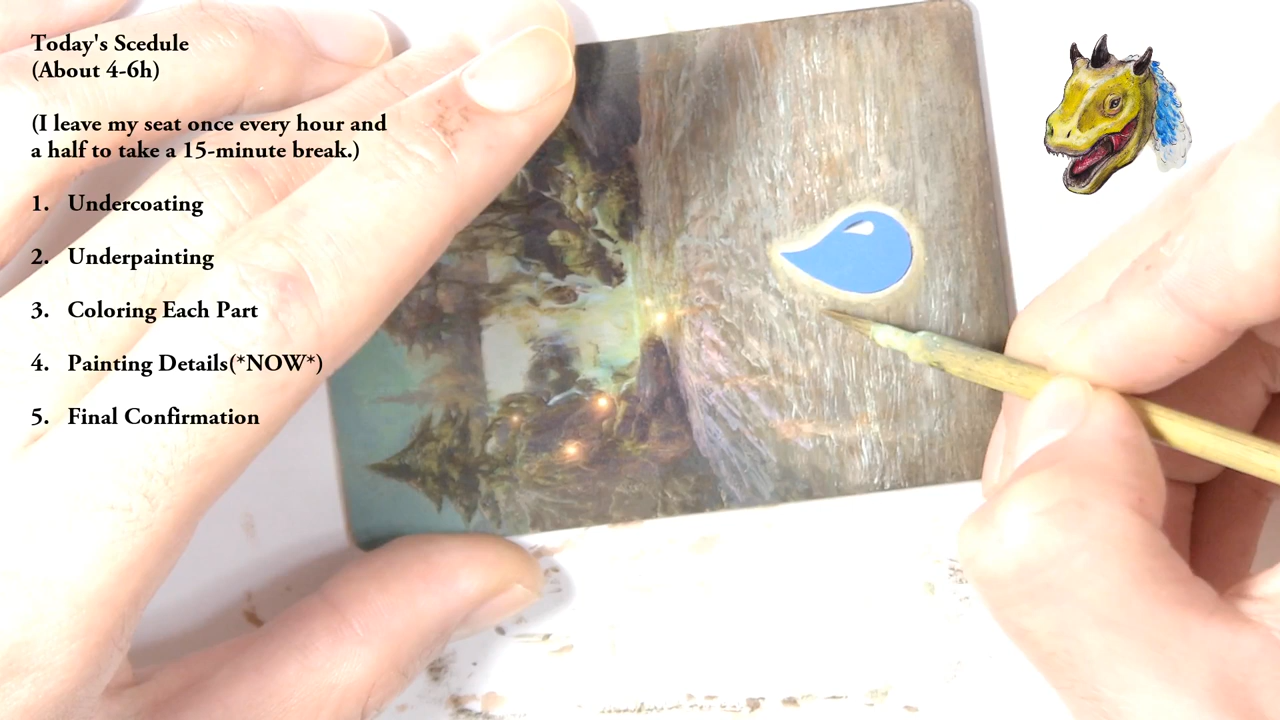 Today's Scedule
(About 4-6h)
(I leave my seat once every hour and
a half to take a 15-minute break.)
1. Undercoating
2. Underpainting
3. Coloring Each Part
4. Painting Details(*NOW*)
5. Final Confirmation